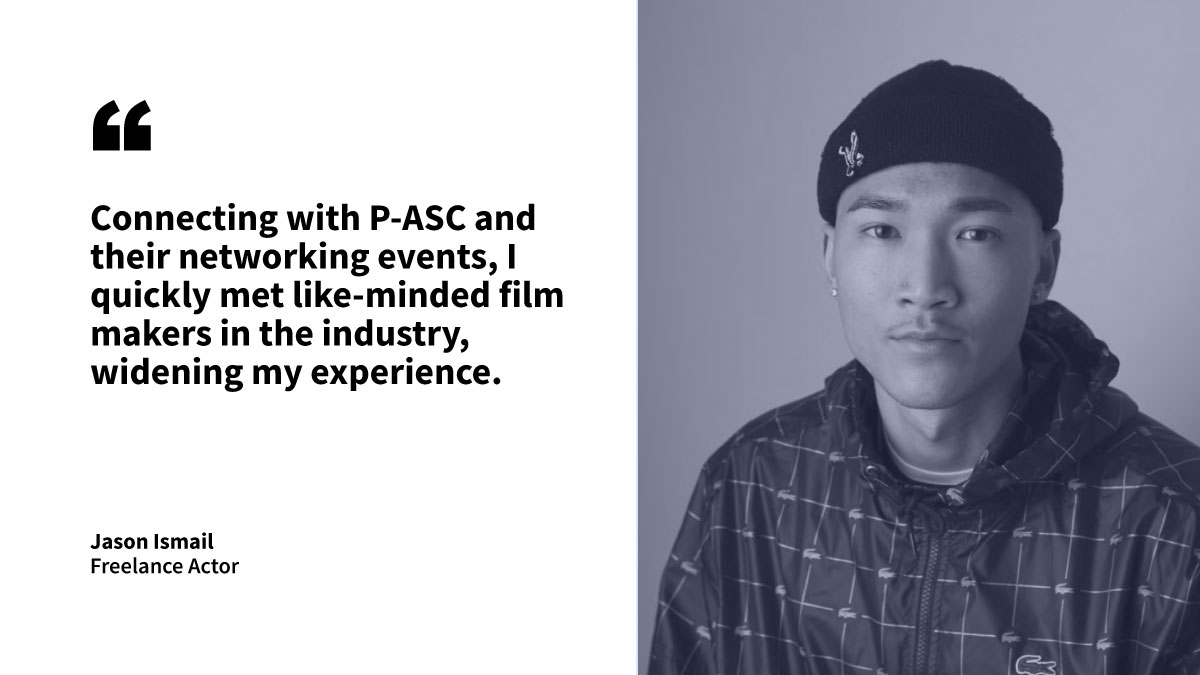 “
Connecting with P-ASC and
their networking events, I
quickly met like-minded film
makers in the industry,
widening my experience.
Jason Ismail
Freelance Actor